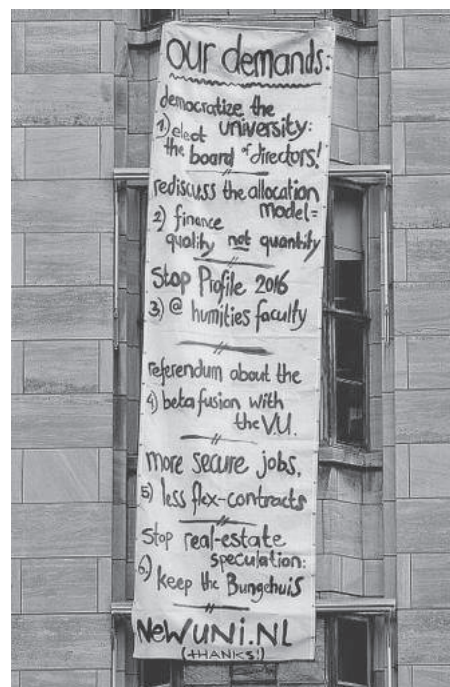 our demands:
democratize the
1) elect university:
the board of directors!
rediscuss the allocation
model=
2) finance
quality not quantity
Stop Profile 2016
3) @ humities faculty
referendum about the
4) beta fusion with
the VU.
more secure jobs,
5) less flex-contracts
Stop real-estate
speculation:
6) keep the Bungehuis
NeWUNi.NL
(THANKS!)